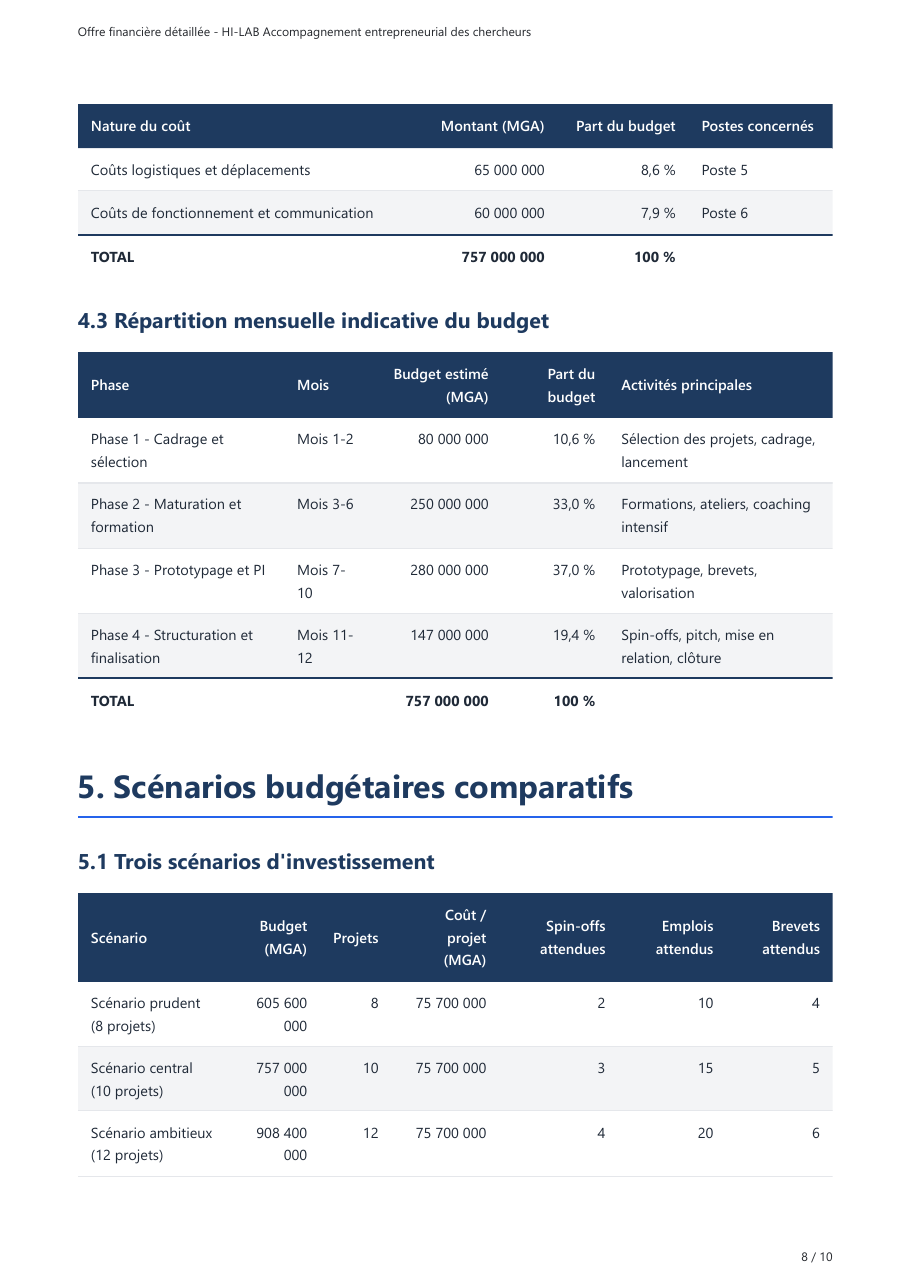 Offre financière détaillée - HI-LAB Accompagnement entrepreneurial des chercheurs
Nature du coût Montant (MGA) Part du budget Postes concernés
Coûts logistiques et déplacements 65 000 000 8,6 % Poste 5
Coûts de fonctionnement et communication 60 000 000 7,9 % Poste 6
TOTAL 757 000 000 100 %
4.3 Répartition mensuelle indicative du budget
Phase Mois Budget estimé (MGA) Part du budget Activités principales
Phase 1 - Cadrage et sélection Mois 1-2 80 000 000 10,6 % Sélection des projets, cadrage, lancement
Phase 2 - Maturation et formation Mois 3-6 250 000 000 33,0 % Formations, ateliers, coaching intensif
Phase 3 - Prototypage et PI Mois 7-10 280 000 000 37,0 % Prototypage, brevets, valorisation
Phase 4 - Structuration et finalisation Mois 11-12 147 000 000 19,4 % Spin-offs, pitch, mise en relation, clôture
TOTAL 757 000 000 100 %
5. Scénarios budgétaires comparatifs
5.1 Trois scénarios d'investissement
Scénario Budget (MGA) Projets Coût / projet (MGA) Spin-offs attendues Emplois attendus Brevets attendus
Scénario prudent (8 projets) 605 600 000 8 75 700 000 2 10 4
Scénario central (10 projets) 757 000 000 10 75 700 000 3 15 5
Scénario ambitieux (12 projets) 908 400 000 12 75 700 000 4 20 6
8 / 10